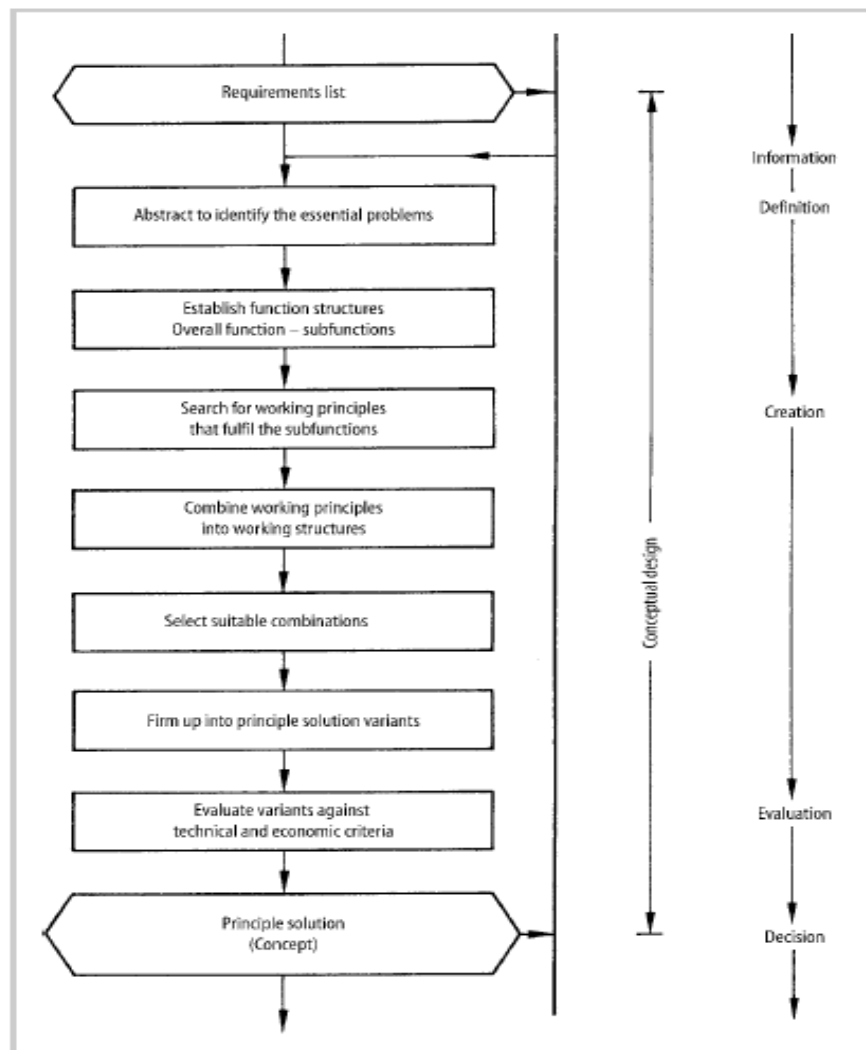 Requirements list
Abstract to identify the essential problems
Establish function structures
Overall function – subfunctions
Search for working principles
that fulfil the subfunctions
Combine working principles
into working structures
Select suitable combinations
Firm up into principle solution variants
Evaluate variants against
technical and economic criteria
Principle solution
(Concept)
Conceptual design
Information
Definition
Creation
Evaluation
Decision